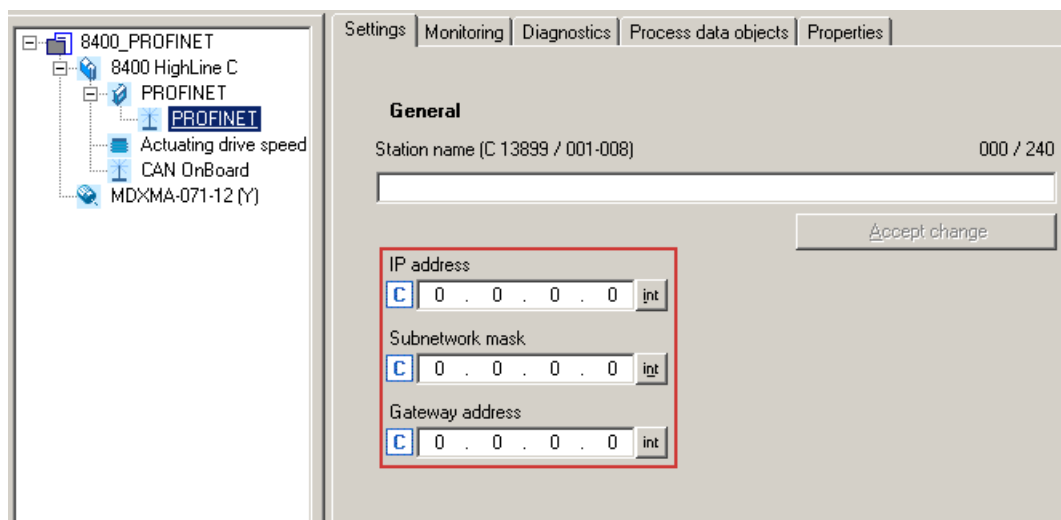 8400_PROFINET
8400 HighLine C
PROFINET
PROFINET
Actuating drive speed
CAN OnBoard
MDXMA-071-12 (Y)
Settings Monitoring Diagnostics Process data objects Properties
General
Station name (C 13899 / 001-008) 000 / 240
Accept change
IP address
C 0 . 0 . 0 . 0 int
Subnetwork mask
C 0 . 0 . 0 . 0 int
Gateway address
C 0 . 0 . 0 . 0 int